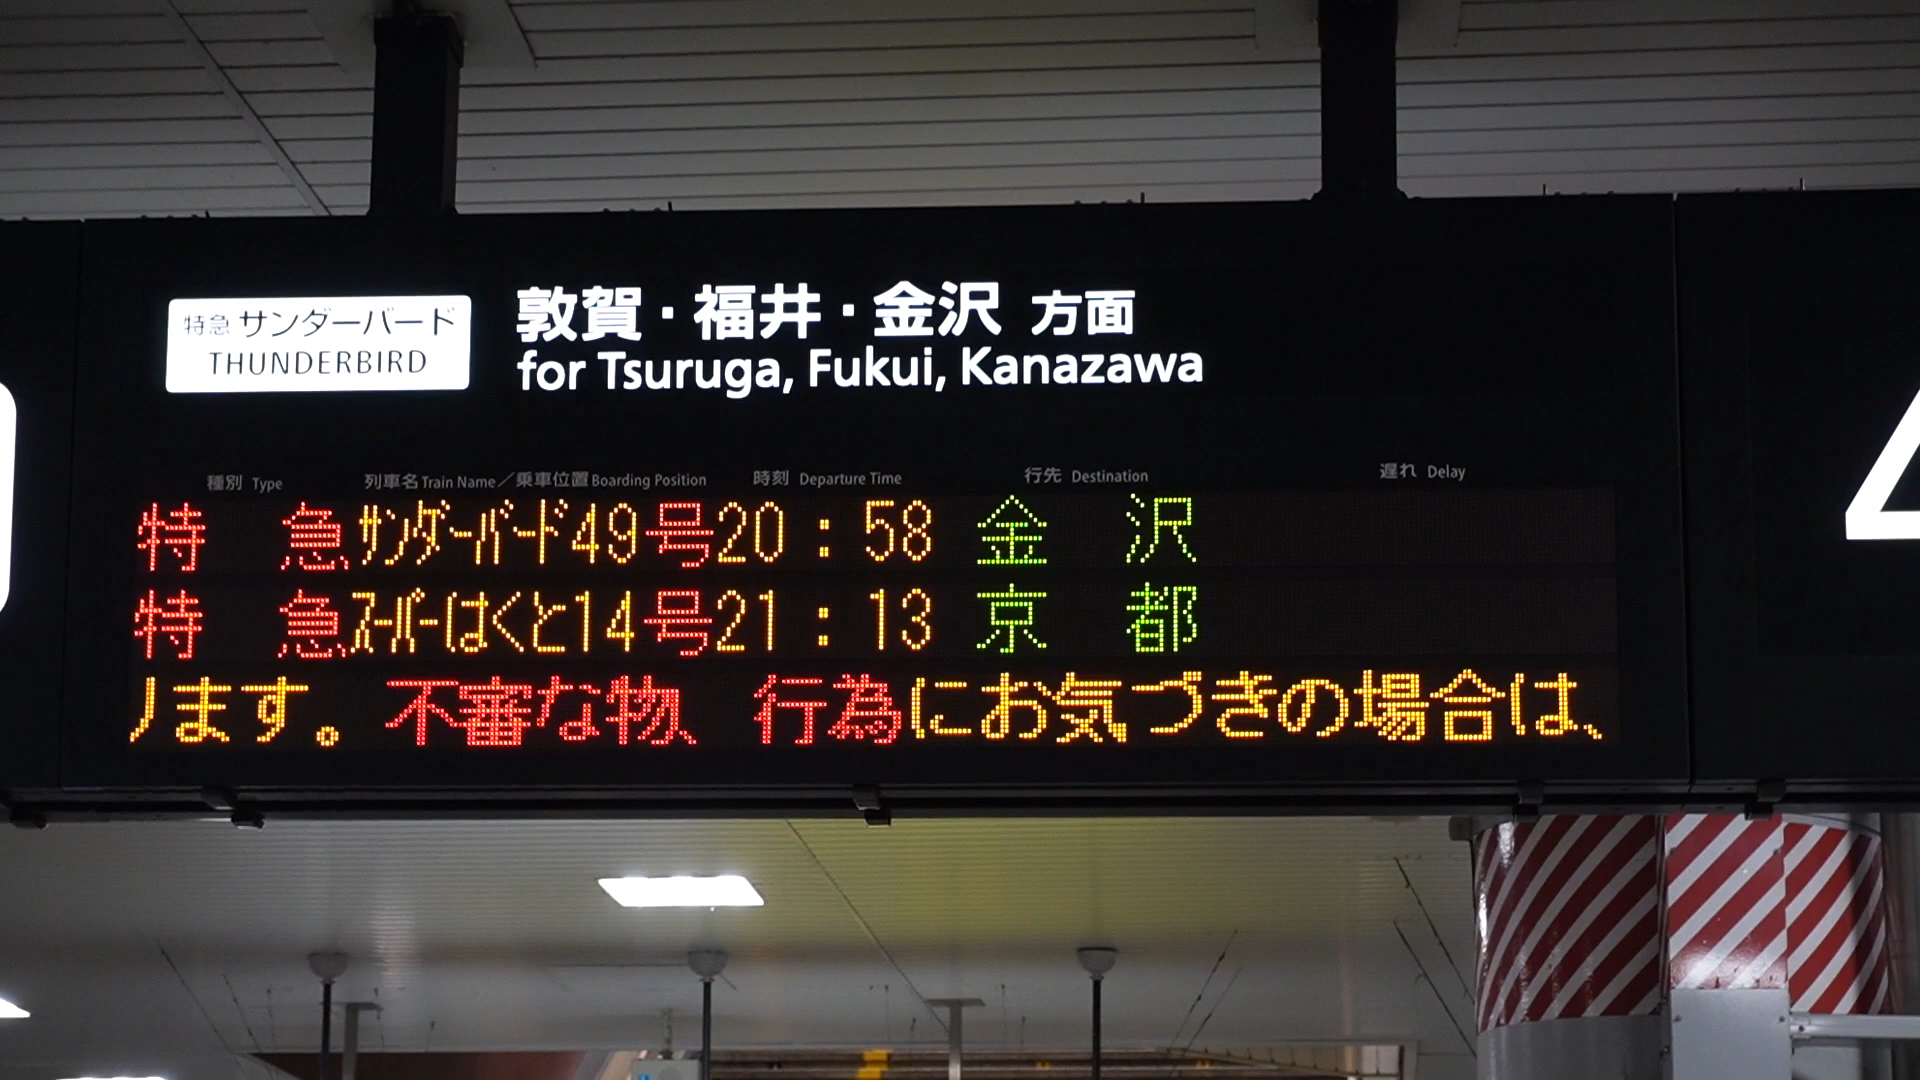 特急 サンダーバード
THUNDERBIRD
敦賀・福井・金沢 方面
for Tsuruga, Fukui, Kanazawa
種別 Type 列車名 Train Name／乗車位置 Boarding Position 時刻 Departure Time 行先 Destination 遅れ Delay
特 急 サンダーバード49号 20:58 金 沢
特 急 スーパーはくと14号 21:13 京 都
ります。不審な物、行為にお気づきの場合は、
4